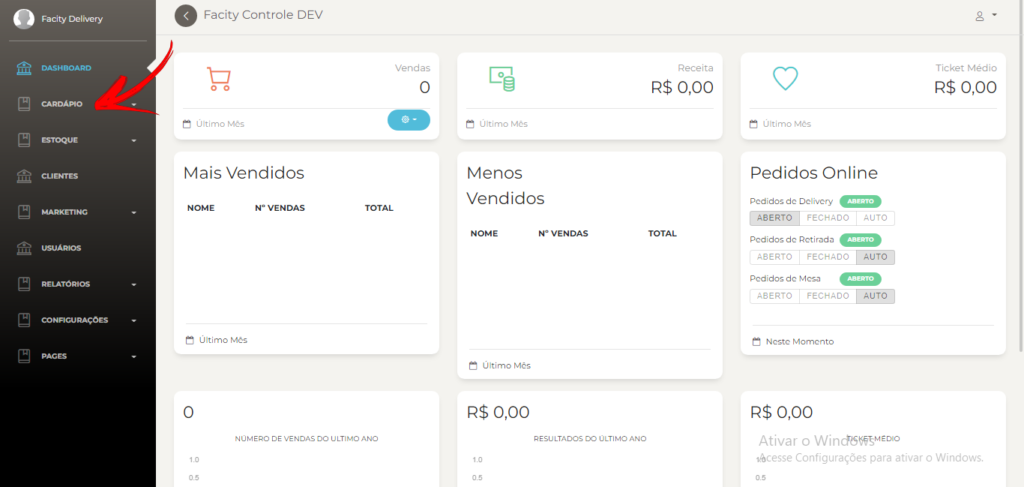 Facity Delivery
DASHBOARD
CARDÁPIO
ESTOQUE
CLIENTES
MARKETING
USUÁRIOS
RELATÓRIOS
CONFIGURAÇÕES
PAGES
Facity Controle DEV
Vendas
0
Último Mês
Receita
R$ 0,00
Último Mês
Ticket Médio
R$ 0,00
Último Mês
Mais Vendidos
NOME Nº VENDAS TOTAL
Último Mês
Menos
Vendidos
NOME Nº VENDAS TOTAL
Último Mês
Pedidos Online
Pedidos de Delivery ABERTO
ABERTO FECHADO AUTO
Pedidos de Retirada ABERTO
ABERTO FECHADO AUTO
Pedidos de Mesa ABERTO
ABERTO FECHADO AUTO
Neste Momento
0
NÚMERO DE VENDAS DO ULTIMO ANO
1.0
0.5
R$ 0,00
RESULTADOS DO ÚLTIMO ANO
1.0
0.5
R$ 0,00
TICKET MÉDIO
1.0
0.5
Ativar o Windows
Acesse Configurações para ativar o Windows.